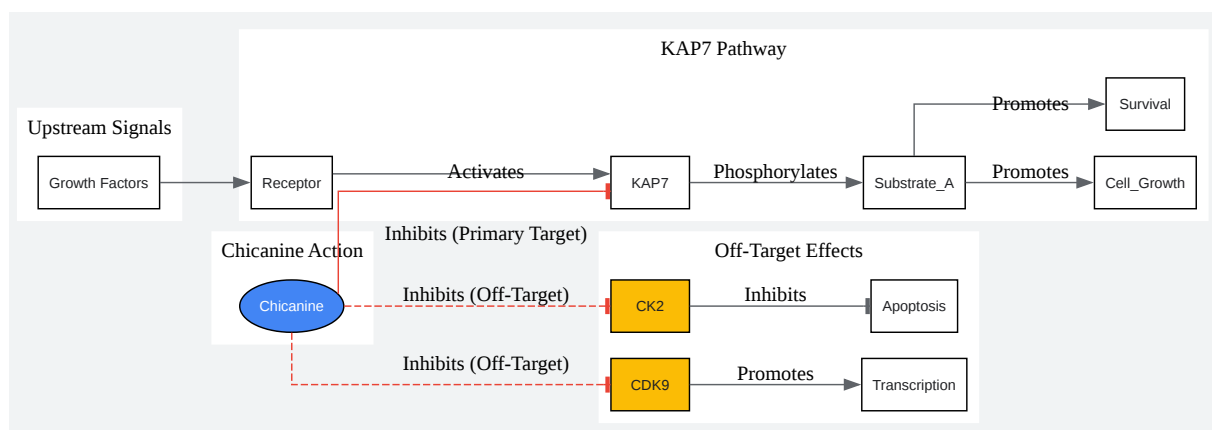 KAP7 Pathway
Promotes
Survival
Upstream Signals
Growth Factors
Receptor
Activates
KAP7
Phosphorylates
Substrate_A
Promotes
Cell_Growth
Inhibits (Primary Target)
Chicanine Action
Off-Target Effects
Chicanine
Inhibits (Off-Target)
CK2
Inhibits
Apoptosis
Inhibits (Off-Target)
CDK9
Promotes
Transcription